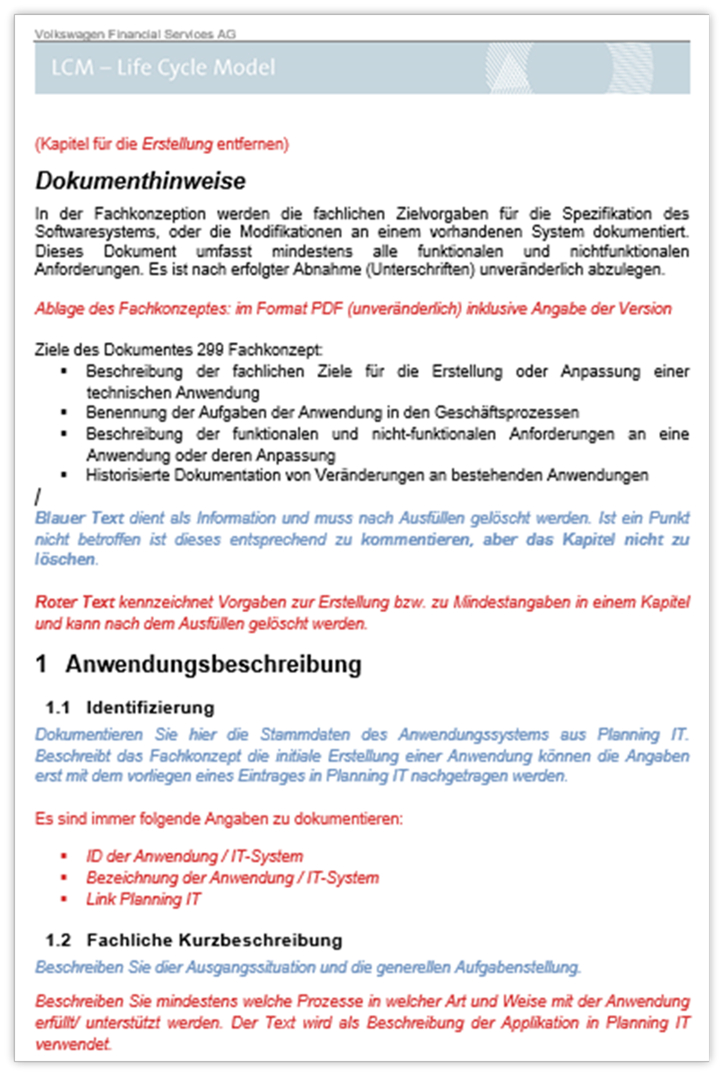 Volkswagen Financial Services AG
LCM – Life Cycle Model
(Kapitel für die Erstellung entfernen)
Dokumenthinweise
In der Fachkonzeption werden die fachlichen Zielvorgaben für die Spezifikation des
Softwaresystems, oder die Modifikationen an einem vorhandenen System dokumentiert.
Dieses Dokument umfasst mindestens alle funktionalen und nichtfunktionalen
Anforderungen. Es ist nach erfolgter Abnahme (Unterschriften) unveränderlich abzulegen.
Ablage des Fachkonzeptes: im Format PDF (unveränderlich) inklusive Angabe der Version
Ziele des Dokumentes 299 Fachkonzept:
▪ Beschreibung der fachlichen Ziele für die Erstellung oder Anpassung einer
technischen Anwendung
▪ Benennung der Aufgaben der Anwendung in den Geschäftsprozessen
▪ Beschreibung der funktionalen und nicht-funktionalen Anforderungen an eine
Anwendung oder deren Anpassung
▪ Historisierte Dokumentation von Veränderungen an bestehenden Anwendungen
/
Blauer Text dient als Information und muss nach Ausfüllen gelöscht werden. Ist ein Punkt
nicht betroffen ist dieses entsprechend zu kommentieren, aber das Kapitel nicht zu
löschen.
Roter Text kennzeichnet Vorgaben zur Erstellung bzw. zu Mindestangaben in einem Kapitel
und kann nach dem Ausfüllen gelöscht werden.
1 Anwendungsbeschreibung
1.1 Identifizierung
Dokumentieren Sie hier die Stammdaten des Anwendungssystems aus Planning IT.
Beschreibt das Fachkonzept die initiale Erstellung einer Anwendung können die Angaben
erst mit dem vorliegen eines Eintrages in Planning IT nachgetragen werden.
Es sind immer folgende Angaben zu dokumentieren:
▪ ID der Anwendung / IT-System
▪ Bezeichnung der Anwendung / IT-System
▪ Link Planning IT
1.2 Fachliche Kurzbeschreibung
Beschreiben Sie dier Ausgangssituation und die generellen Aufgabenstellung.
Beschreiben Sie mindestens welche Prozesse in welcher Art und Weise mit der Anwendung
erfüllt/ unterstützt werden. Der Text wird als Beschreibung der Applikation in Planning IT
verwendet.